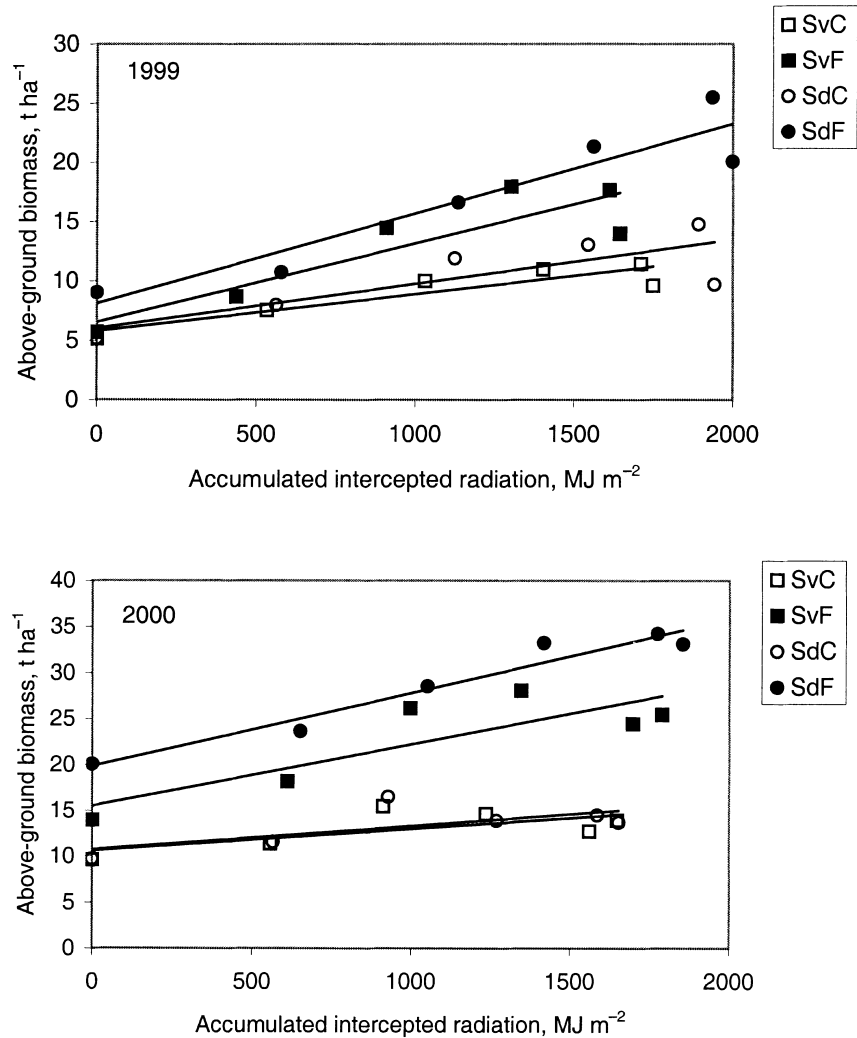 30
25
20
15
10
5
0
1999
Above-ground biomass, t ha⁻¹
0 500 1000 1500 2000
Accumulated intercepted radiation, MJ m⁻²
SvC
SvF
SdC
SdF
40
35
30
25
20
15
10
5
0
2000
Above-ground biomass, t ha⁻¹
0 500 1000 1500 2000
Accumulated intercepted radiation, MJ m⁻²
SvC
SvF
SdC
SdF